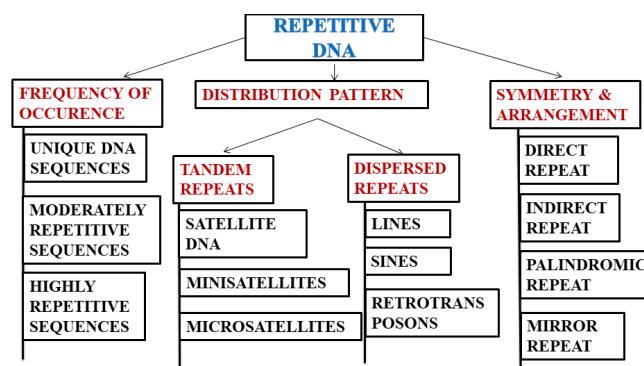 REPETITIVE
DNA
FREQUENCY OF
OCCURENCE
UNIQUE DNA
SEQUENCES
MODERATELY
REPETITIVE
SEQUENCES
HIGHLY
REPETITIVE
SEQUENCES
DISTRIBUTION PATTERN
TANDEM
REPEATS
SATELLITE
DNA
MINISATELLITES
MICROSATELLITES
DISPERSED
REPEATS
LINES
SINES
RETROTRANS
POSONS
SYMMETRY &
ARRANGEMENT
DIRECT
REPEAT
INDIRECT
REPEAT
PALINDROMIC
REPEAT
MIRROR
REPEAT